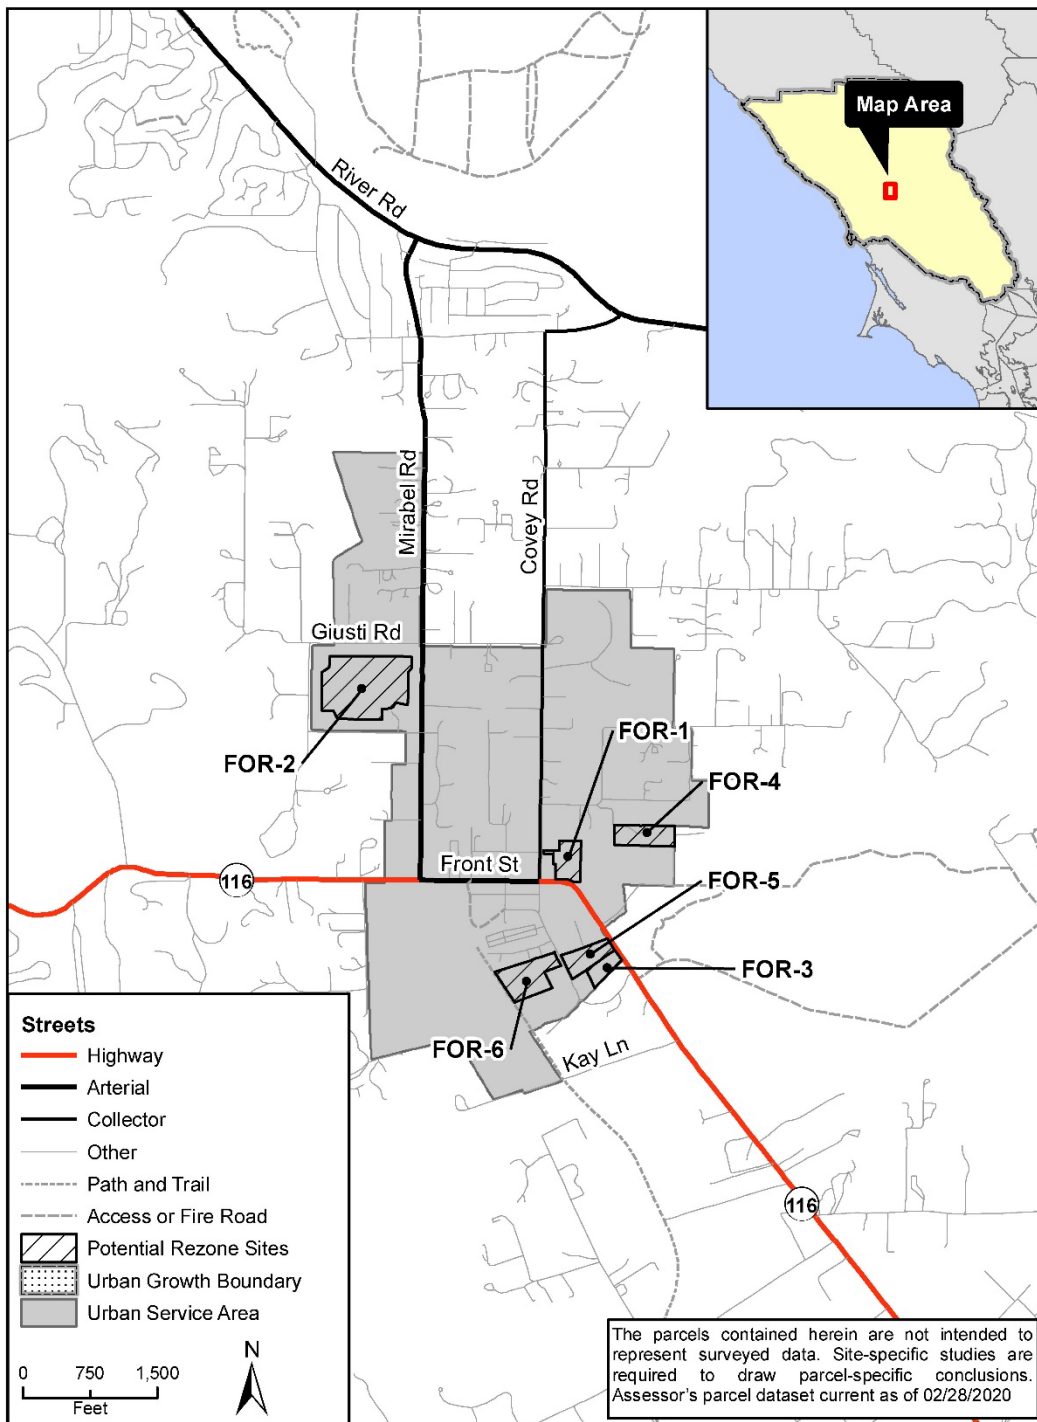 Map Area
River Rd
Mirabel Rd
Covey Rd
Giusti Rd
FOR-1
FOR-2
FOR-4
Front St
116
FOR-5
FOR-3
FOR-6
Kay Ln
116
Streets
Highway
Arterial
Collector
Other
Path and Trail
Access or Fire Road
Potential Rezone Sites
Urban Growth Boundary
Urban Service Area
N
0 750 1,500
Feet
The parcels contained herein are not intended to
represent surveyed data. Site-specific studies are
required to draw parcel-specific conclusions.
Assessor's parcel dataset current as of 02/28/2020